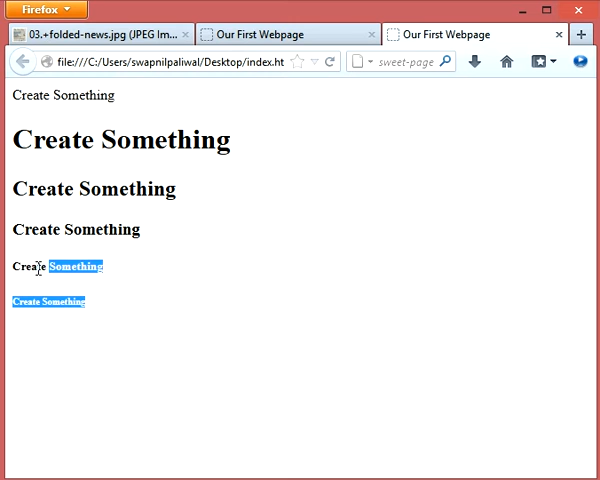 Firefox
03.+folded-news.jpg (JPEG Im...
Our First Webpage
Our First Webpage
file:///C:/Users/swapnilpaliwal/Desktop/index.ht
sweet-page
Create Something
Create Something
Create Something
Create Something
Create Something
Create Something